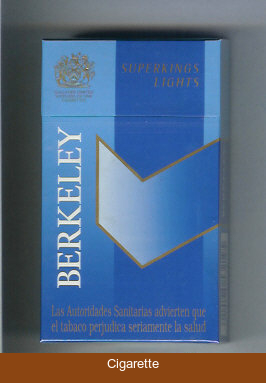 SUPERKINGS
LIGHTS
BERKELEY
Las Autoridades Sanitarias advierten que
el tabaco perjudica seriamente la salud
Cigarette